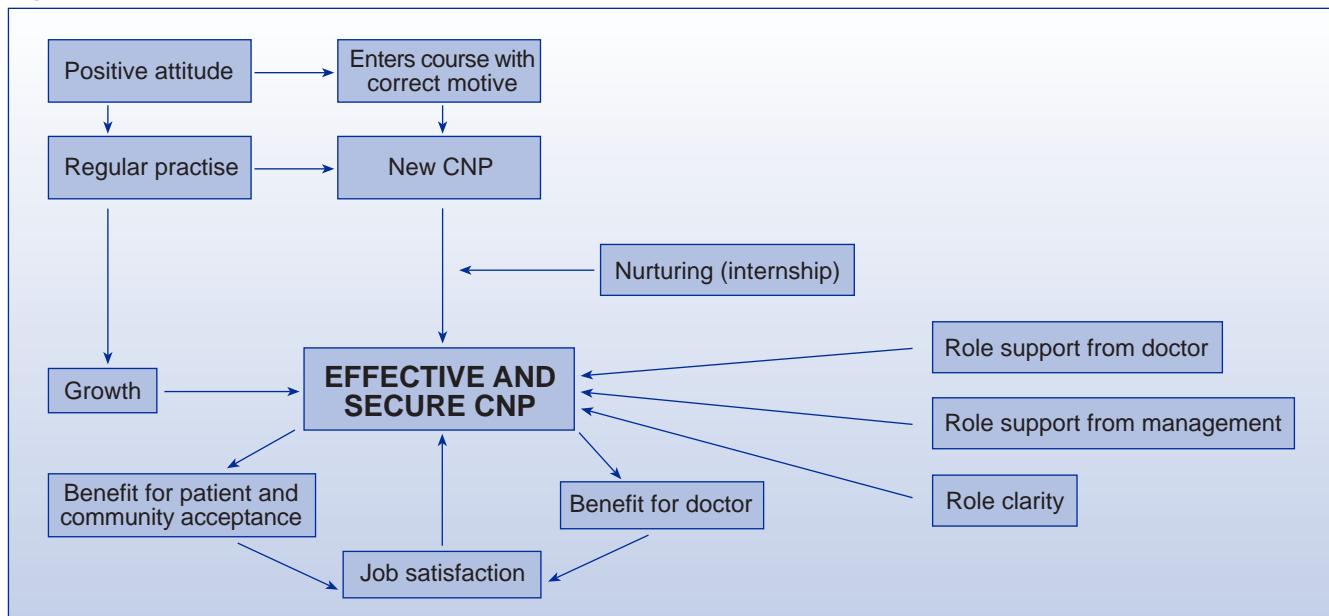 Positive attitude
Enters course with
correct motive
Regular practise
New CNP
Nurturing (internship)
Role support from doctor
Growth
EFFECTIVE AND
SECURE CNP
Role support from management
Benefit for patient and
community acceptance
Benefit for doctor
Role clarity
Job satisfaction